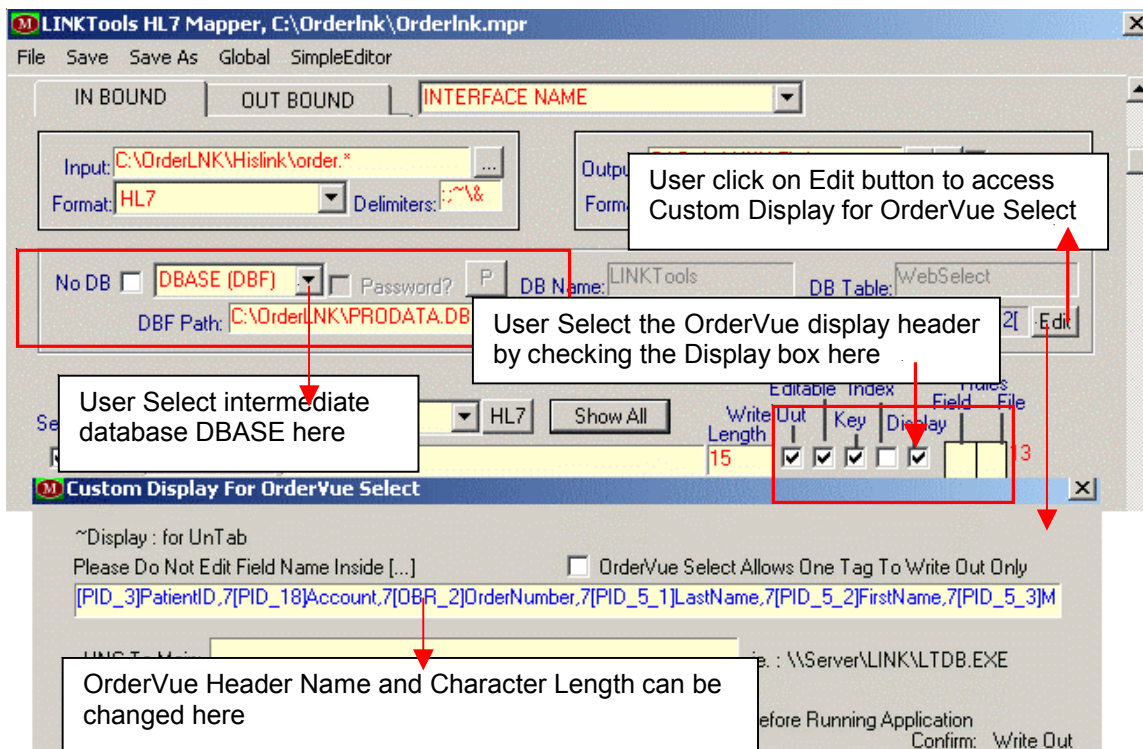 LINKTools HL7 Mapper, C:\Orderlnk\Orderlnk.mpr
File Save Save As Global SimpleEditor
IN BOUND OUT BOUND INTERFACE NAME
Input: C:\OrderLNK\Hislink\order.* ...
Format: HL7 Delimiters: :;~\&
User click on Edit button to access
Custom Display for OrderVue Select
No DB DBASE (DBF) Password? P DB Name: LINKTools DB Table: WebSelect
DBF Path: C:\OrderLNK\PRODATA.DB
2[ Edit
User Select the OrderVue display header
by checking the Display box here
User Select intermediate
database DBASE here
HL7 Show All
Editable Index
Field File
Write Out Key Display
Length
15
13
Custom Display For OrderVue Select
~Display : for UnTab
Please Do Not Edit Field Name Inside [...] OrderVue Select Allows One Tag To Write Out Only
[PID_3]PatientID,7[PID_18]Account,7[OBR_2]OrderNumber,7[PID_5_1]LastName,7[PID_5_2]FirstName,7[PID_5_3]M
ie. : \\Server\LINK\LTDB.EXE
OrderVue Header Name and Character Length can be
changed here
efore Running Application
Confirm: Write Out